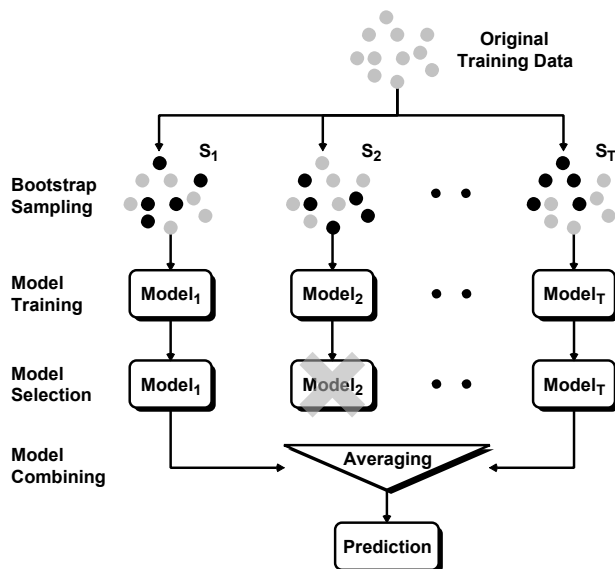 Original
Training Data
S1
S2
ST
Bootstrap
Sampling
Model
Training
Model1
Model2
ModelT
Model
Selection
Model1
Model2
ModelT
Model
Combining
Averaging
Prediction